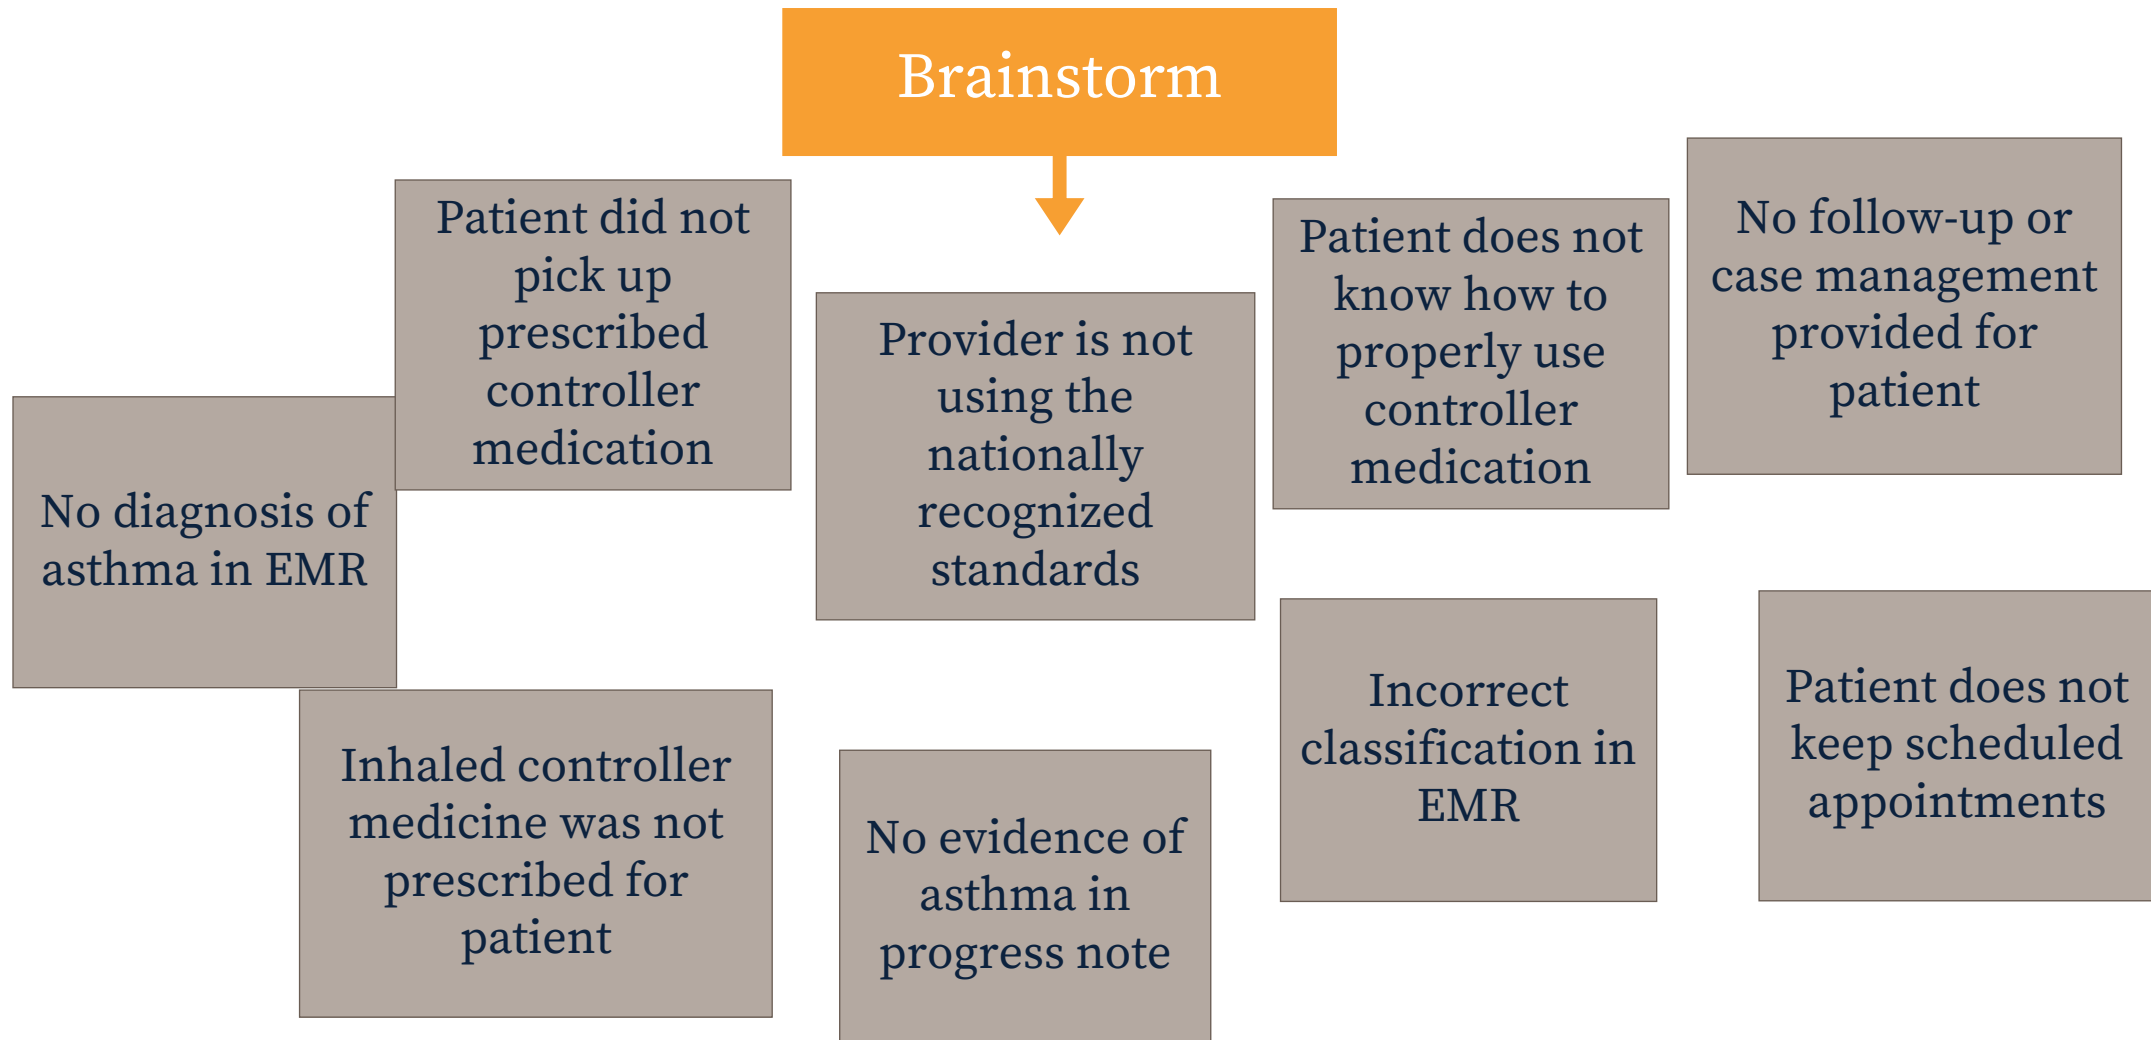 Brainstorm
Patient did not
pick up
prescribed
controller
medication
Provider is not
using the
nationally
recognized
standards
Patient does not
know how to
properly use
controller
medication
No follow-up or
case management
provided for
patient
No diagnosis of
asthma in EMR
Inhaled controller
medicine was not
prescribed for
patient
No evidence of
asthma in
progress note
Incorrect
classification in
EMR
Patient does not
keep scheduled
appointments